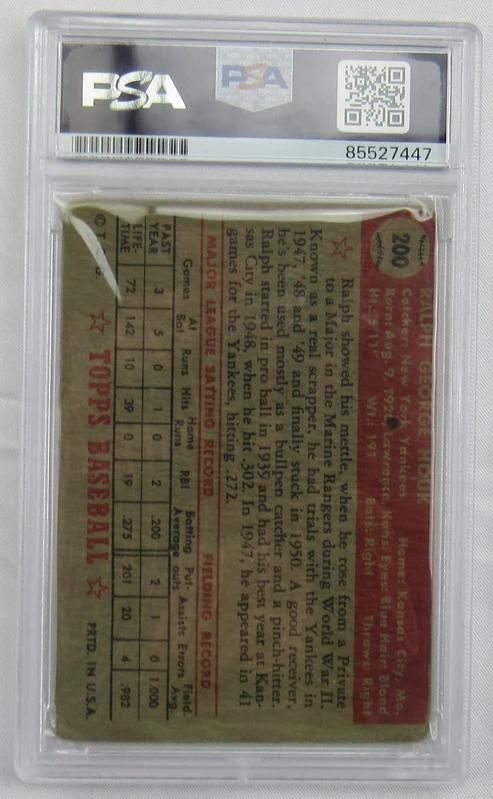 PSA
PSA
85527447
200
RALPH GEORGE HOUK
Catcher: New York Yankees Home: Kansas City, Mo.
Born: Aug. 9, 1920 Lawrence, Kans. Eyes: Blue Hair: Blond
Ht.: 5'11" Wt.: 191 Bats: Right Throws: Right
Ralph showed his mettle, when he rose from a Private
to a Major in the Marine Rangers during World War II.
Known as a real scrapper, he had trials with the Yankees in
1947, '48 and '49 and finally stuck in 1950. A good receiver,
he's been used mostly as a bullpen catcher and a pinch-hitter.
Ralph started in pro ball in 1939 and had his best year at Kan-
sas City in 1948, when he hit .302. In 1947, he appeared in 41
games for the Yankees, hitting .272.
MAJOR LEAGUE BATTING RECORD FIELDING RECORD
Games At Bat Runs Hits Home Runs RBI Batting Average Put-outs Assists Errors Field. Avg.
PAST YEAR 3 5 0 1 0 2 .200 2 1 0 1.000
LIFE-TIME 72 142 10 39 0 19 .275 201 20 4 .982
© T. C. G. TOPPS BASEBALL PRTD. IN U.S.A.